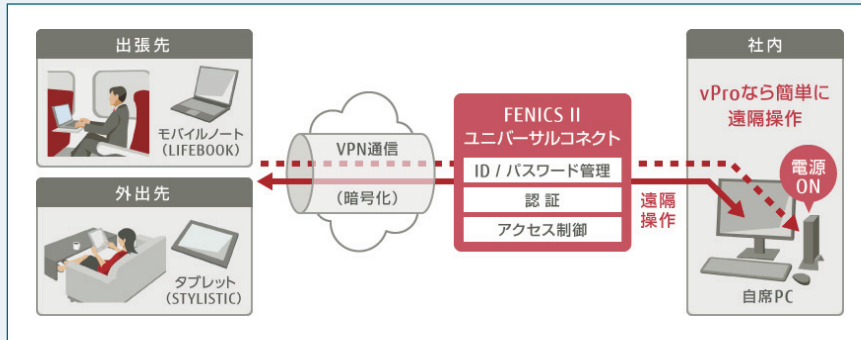 出張先
モバイルノート
(LIFEBOOK)
外出先
タブレット
(STYLISTIC)
VPN通信
(暗号化)
FENICS II
ユニバーサルコネクト
ID / パスワード管理
認証
アクセス制御
遠隔
操作
社内
vProなら簡単に
遠隔操作
電源
ON
自席PC